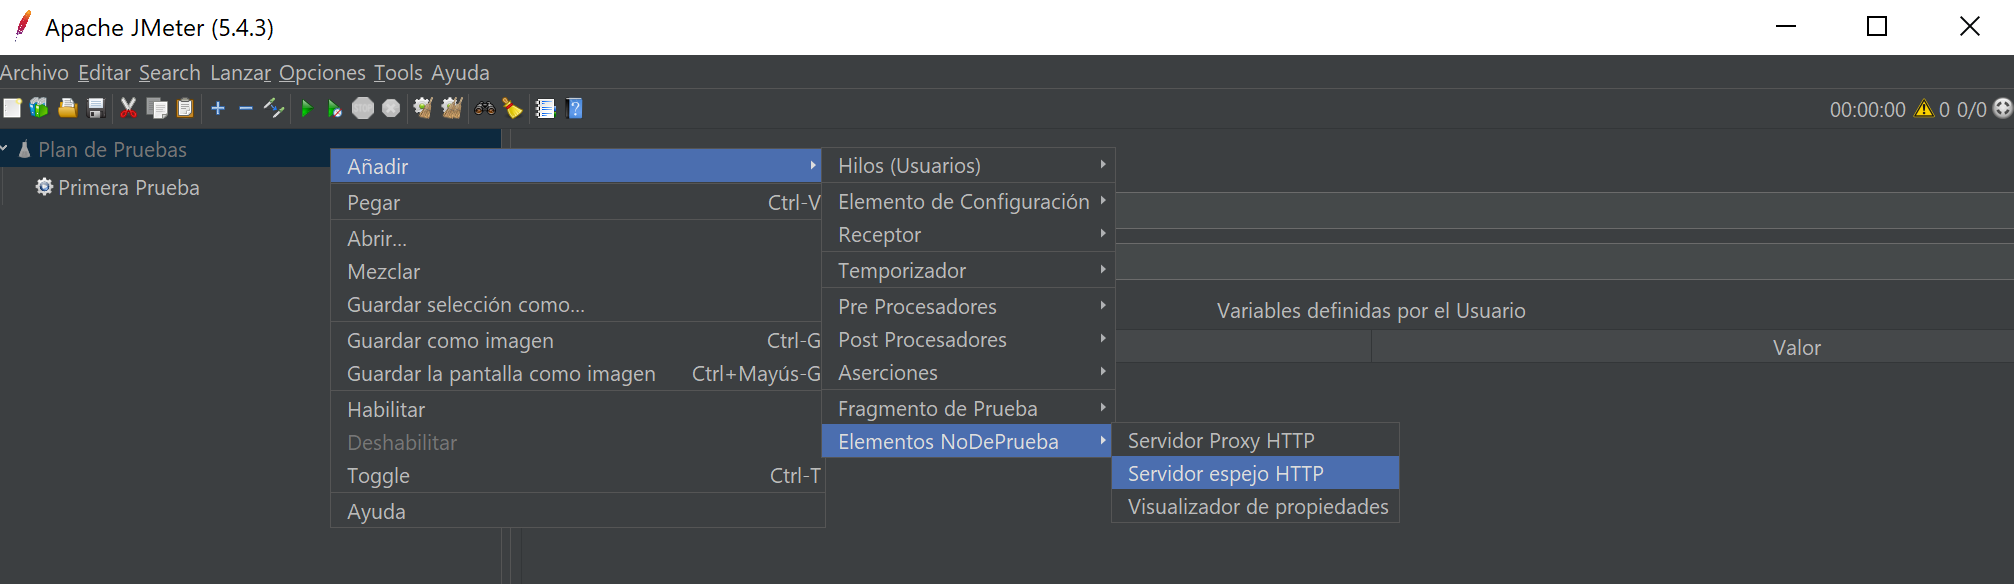 Apache JMeter (5.4.3)
Archivo Editar Search Lanzar Opciones Tools Ayuda
00:00:00 0 0/0
Plan de Pruebas
Primera Prueba
Añadir
Pegar Ctrl-V
Abrir...
Mezclar
Guardar selección como...
Guardar como imagen Ctrl-G
Guardar la pantalla como imagen Ctrl+Mayús-G
Habilitar
Deshabilitar
Toggle Ctrl-T
Ayuda
Hilos (Usuarios)
Elemento de Configuración
Receptor
Temporizador
Pre Procesadores
Post Procesadores
Aserciones
Fragmento de Prueba
Elementos NoDePrueba
Servidor Proxy HTTP
Servidor espejo HTTP
Visualizador de propiedades
Variables definidas por el Usuario
Valor